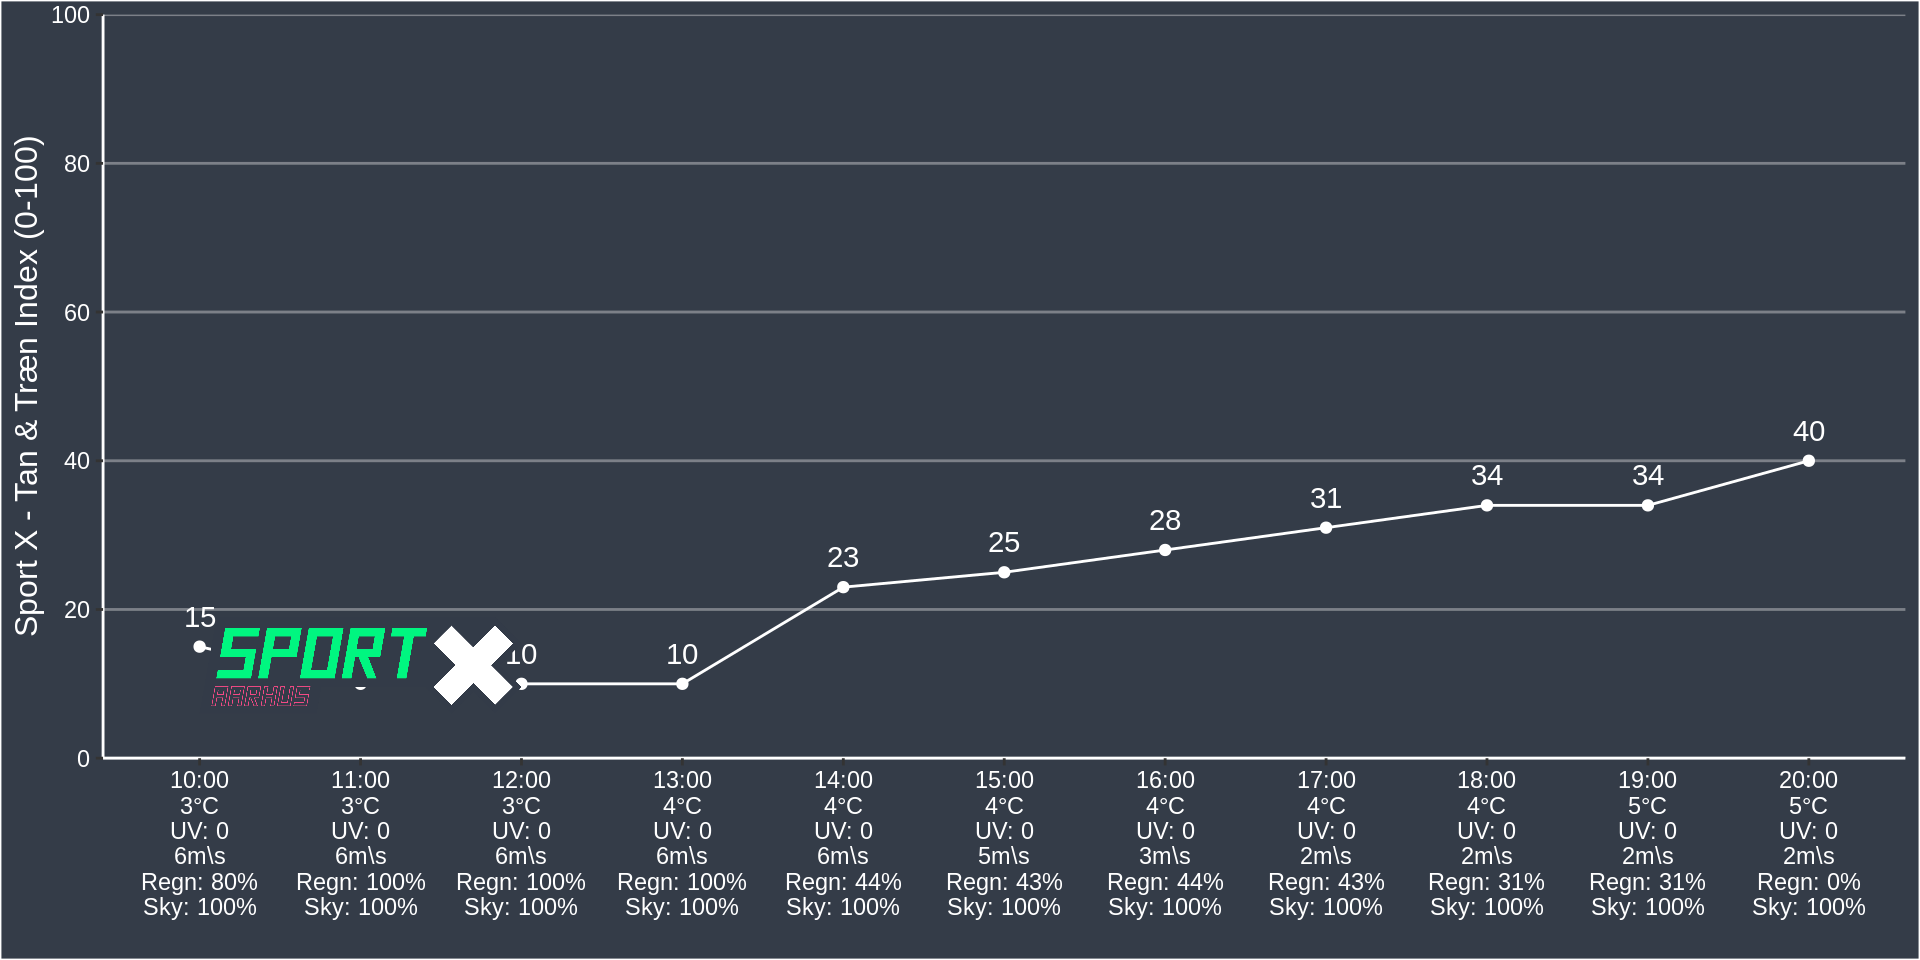 Sport X - Tan & Træn Index (0-100)
100
80
60
40
20
0
15
10
10
23
25
28
31
34
34
40
SPORT X
AARHUS
10:00 11:00 12:00 13:00 14:00 15:00 16:00 17:00 18:00 19:00 20:00
3°C 3°C 3°C 4°C 4°C 4°C 4°C 4°C 4°C 5°C 5°C
UV: 0 UV: 0 UV: 0 UV: 0 UV: 0 UV: 0 UV: 0 UV: 0 UV: 0 UV: 0 UV: 0
6m\s 6m\s 6m\s 6m\s 6m\s 5m\s 3m\s 2m\s 2m\s 2m\s 2m\s
Regn: 80% Regn: 100% Regn: 100% Regn: 100% Regn: 44% Regn: 43% Regn: 44% Regn: 43% Regn: 31% Regn: 31% Regn: 0%
Sky: 100% Sky: 100% Sky: 100% Sky: 100% Sky: 100% Sky: 100% Sky: 100% Sky: 100% Sky: 100% Sky: 100% Sky: 100%